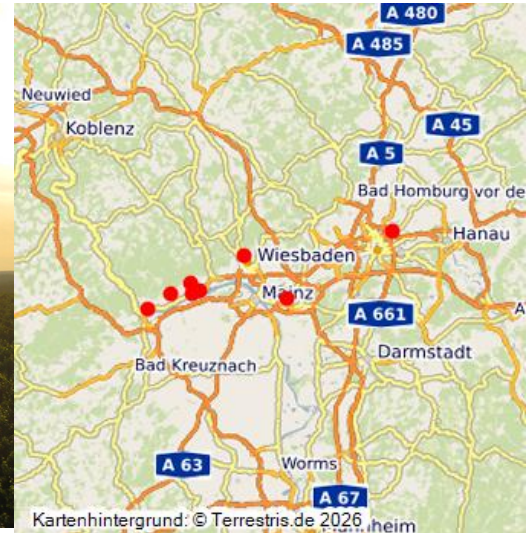 A 480
A 485
Neuwied
Koblenz
A 45
A 5
Bad Homburg vor de
Hanau
Wiesbaden
Mainz
A 661
Darmstadt
Bad Kreuznach
A 63
Worms
A 67
Kartenhintergrund: © Terrestris.de 2026